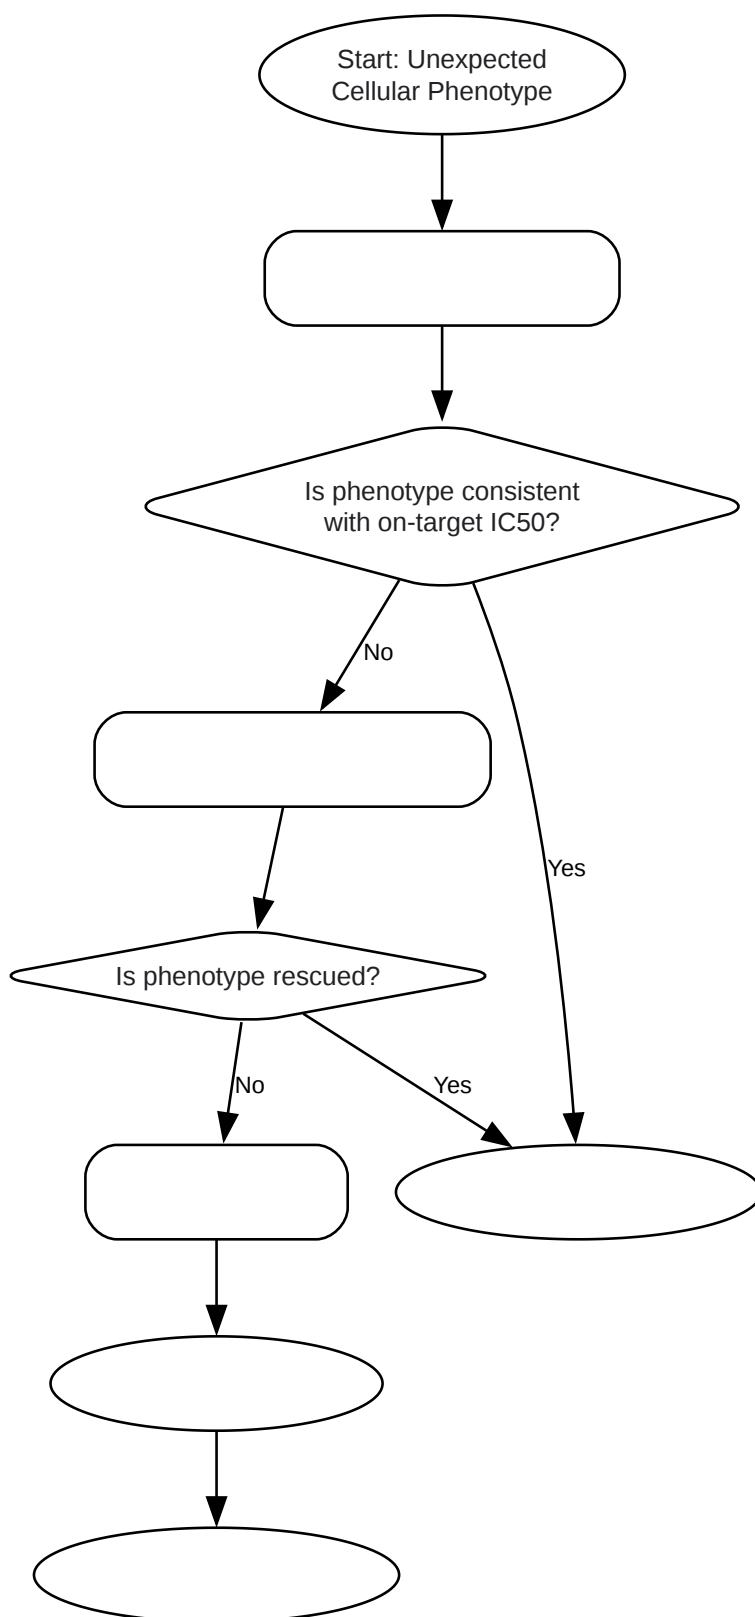 Start: Unexpected
Cellular Phenotype
Is phenotype consistent
with on-target IC50?
No
Yes
Is phenotype rescued?
No
Yes